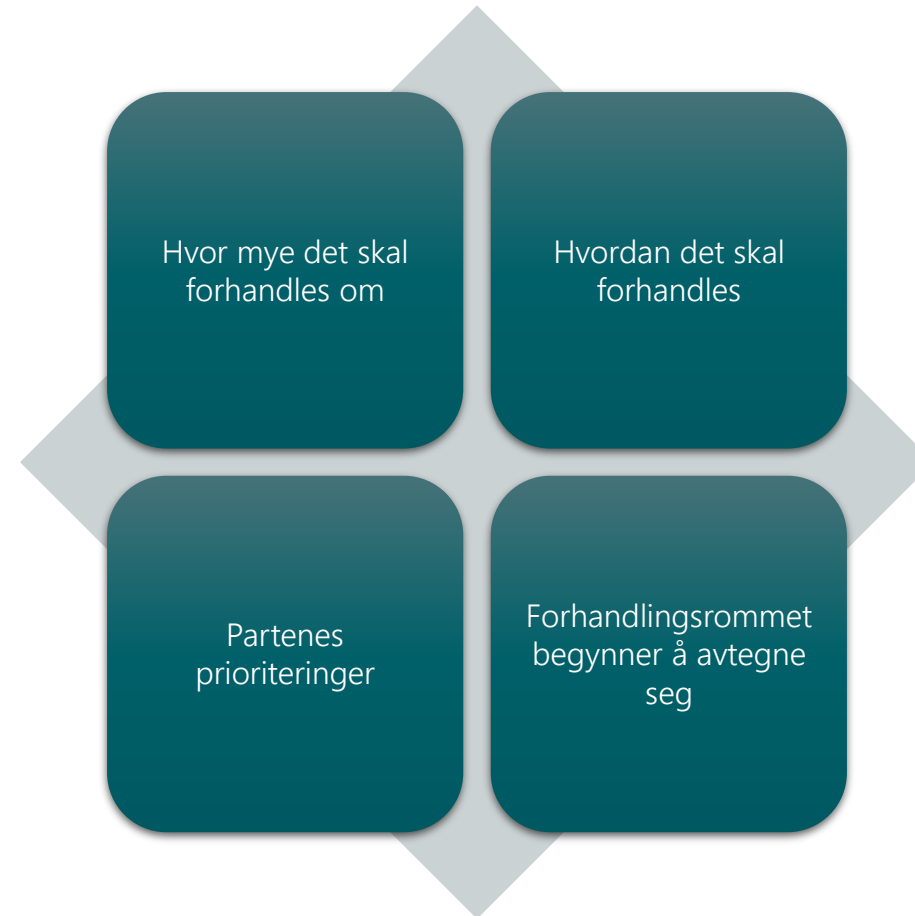 Hvor mye det skal
forhandles om
Hvordan det skal
forhandles
Partenes
prioriteringer
Forhandlingsrommet
begynner å avtegne
seg